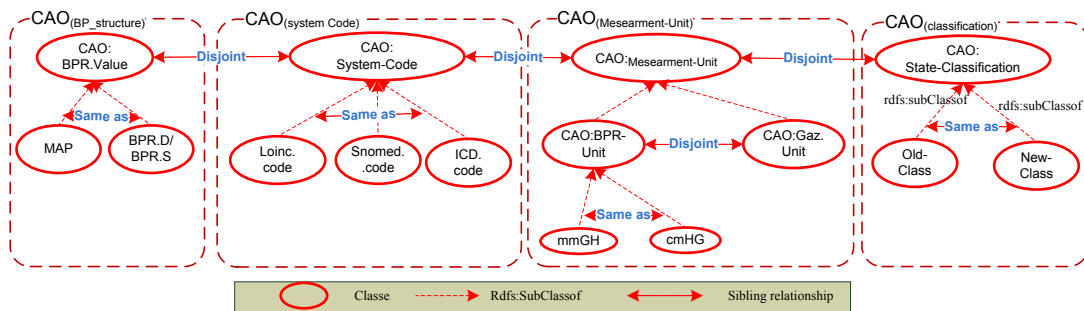 CAO(BP_structure)
CAO:
BPR.Value
Same as
MAP
BPR.D/
BPR.S
Disjoint
CAO(system Code)
CAO:
System-Code
Same as
Loinc.
code
Snomed.
.code
ICD.
code
Disjoint
CAO(Mesearment-Unit)
CAO:Mesearment-Unit
CAO:BPR-
Unit
Disjoint
CAO:Gaz.
Unit
Same as
mmGH
cmHG
Disjoint
CAO(classification)
CAO:
State-Classification
rdfs:subClassof
rdfs:subClassof
Same as
Old-
Class
New-
Class
Classe
Rdfs:SubClassof
Sibling relationship